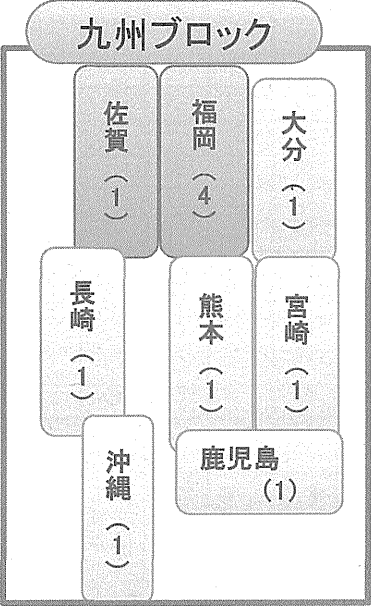 九州ブロック
佐賀（1）
福岡（4）
大分（1）
長崎（1）
熊本（1）
宮崎（1）
鹿児島
（1）
沖縄（1）